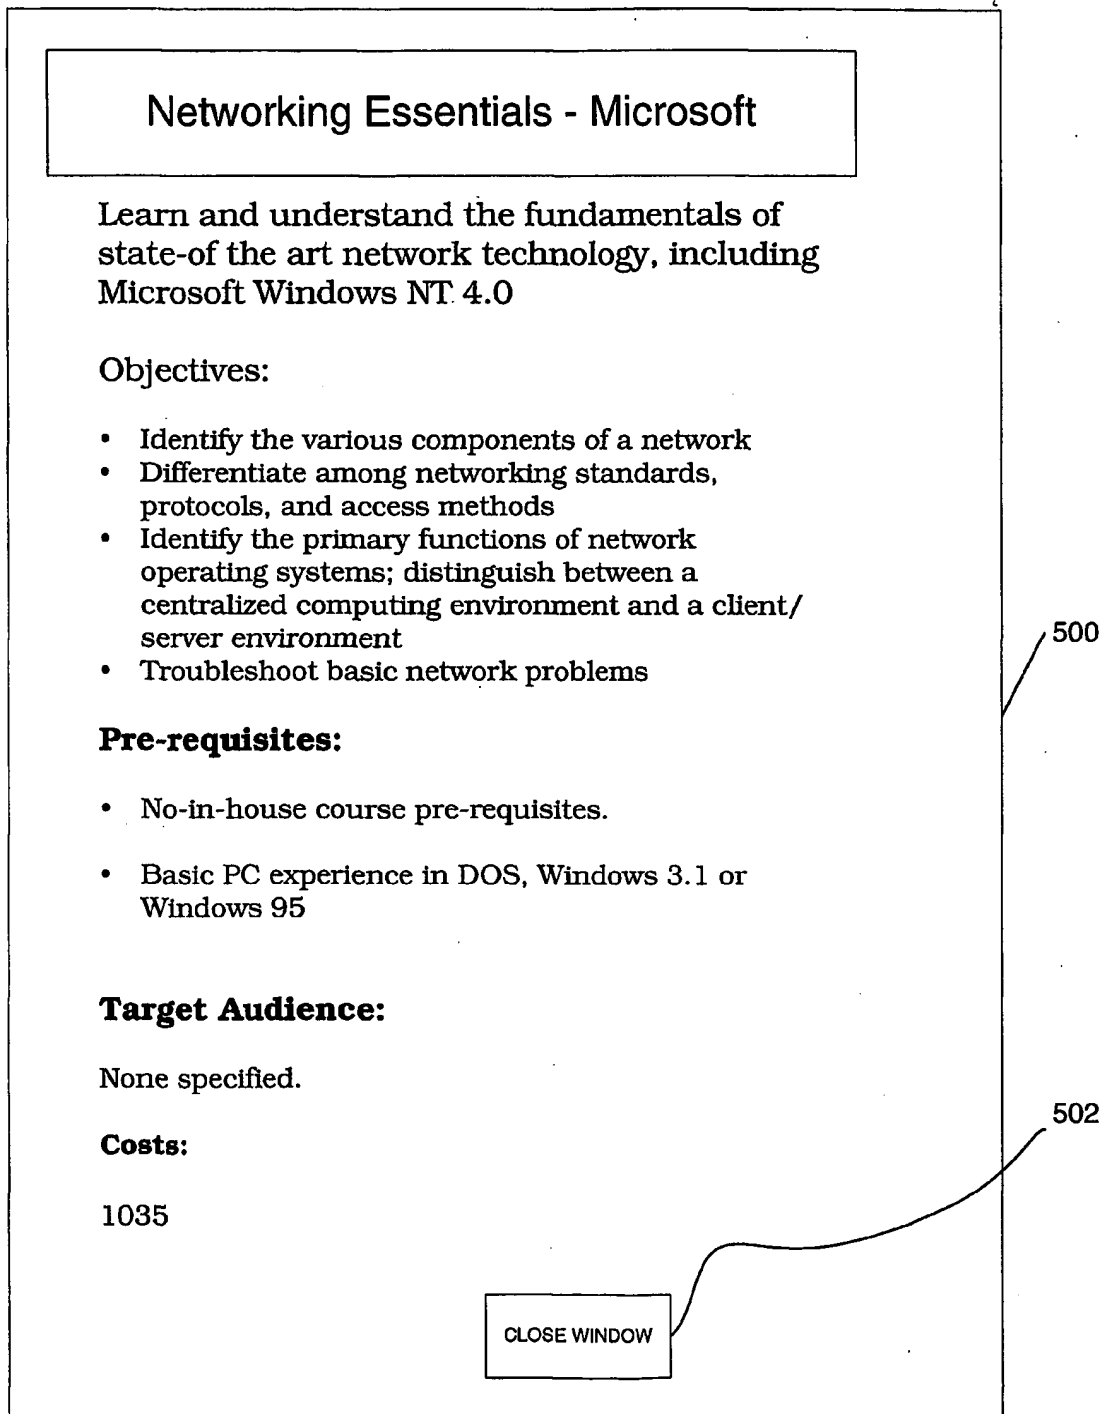 Networking Essentials - Microsoft
Learn and understand the fundamentals of
state-of the art network technology, including
Microsoft Windows NT 4.0
Objectives:
• Identify the various components of a network
• Differentiate among networking standards,
protocols, and access methods
• Identify the primary functions of network
operating systems; distinguish between a
centralized computing environment and a client/
server environment
• Troubleshoot basic network problems
500
Pre-requisites:
• No-in-house course pre-requisites.
• Basic PC experience in DOS, Windows 3.1 or
Windows 95
Target Audience:
None specified.
502
Costs:
1035
CLOSE WINDOW